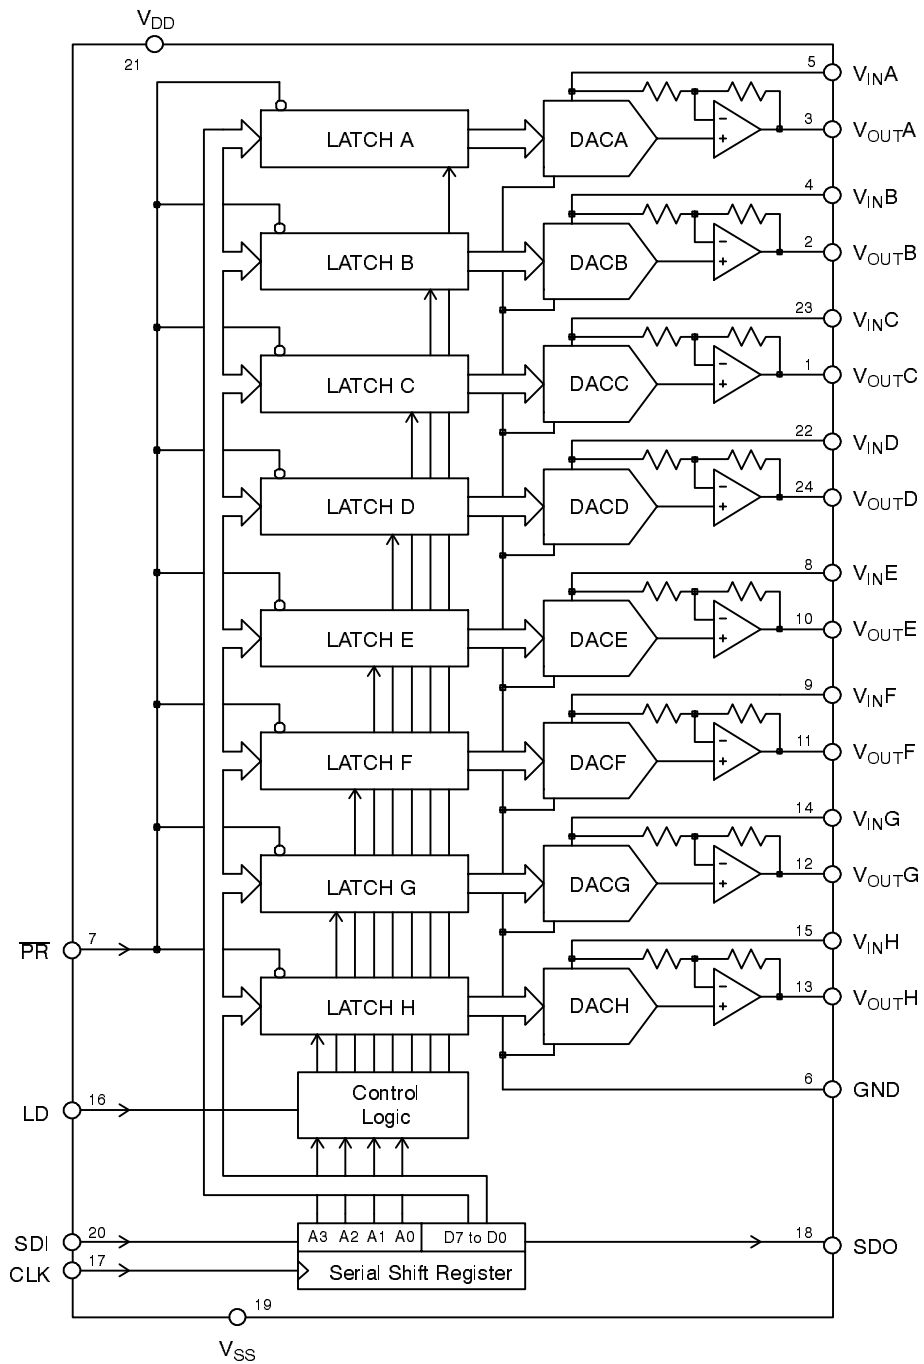 VDD
21
5 VINA
LATCH A
DACA
−
+
3 VOUTA
4 VINB
LATCH B
DACB
−
+
2 VOUTB
23 VINC
LATCH C
DACC
−
+
1 VOUTC
22 VIND
LATCH D
DACD
−
+
24 VOUTD
8 VINE
LATCH E
DACE
−
+
10 VOUTE
9 VINF
LATCH F
DACF
−
+
11 VOUTF
14 VING
LATCH G
DACG
−
+
12 VOUTG
PR 7
15 VINH
LATCH H
DACH
−
+
13 VOUTH
6 GND
LD 16
Control
Logic
SDI 20
A3 A2 A1 A0 D7 to D0
18 SDO
CLK 17
Serial Shift Register
19
VSS